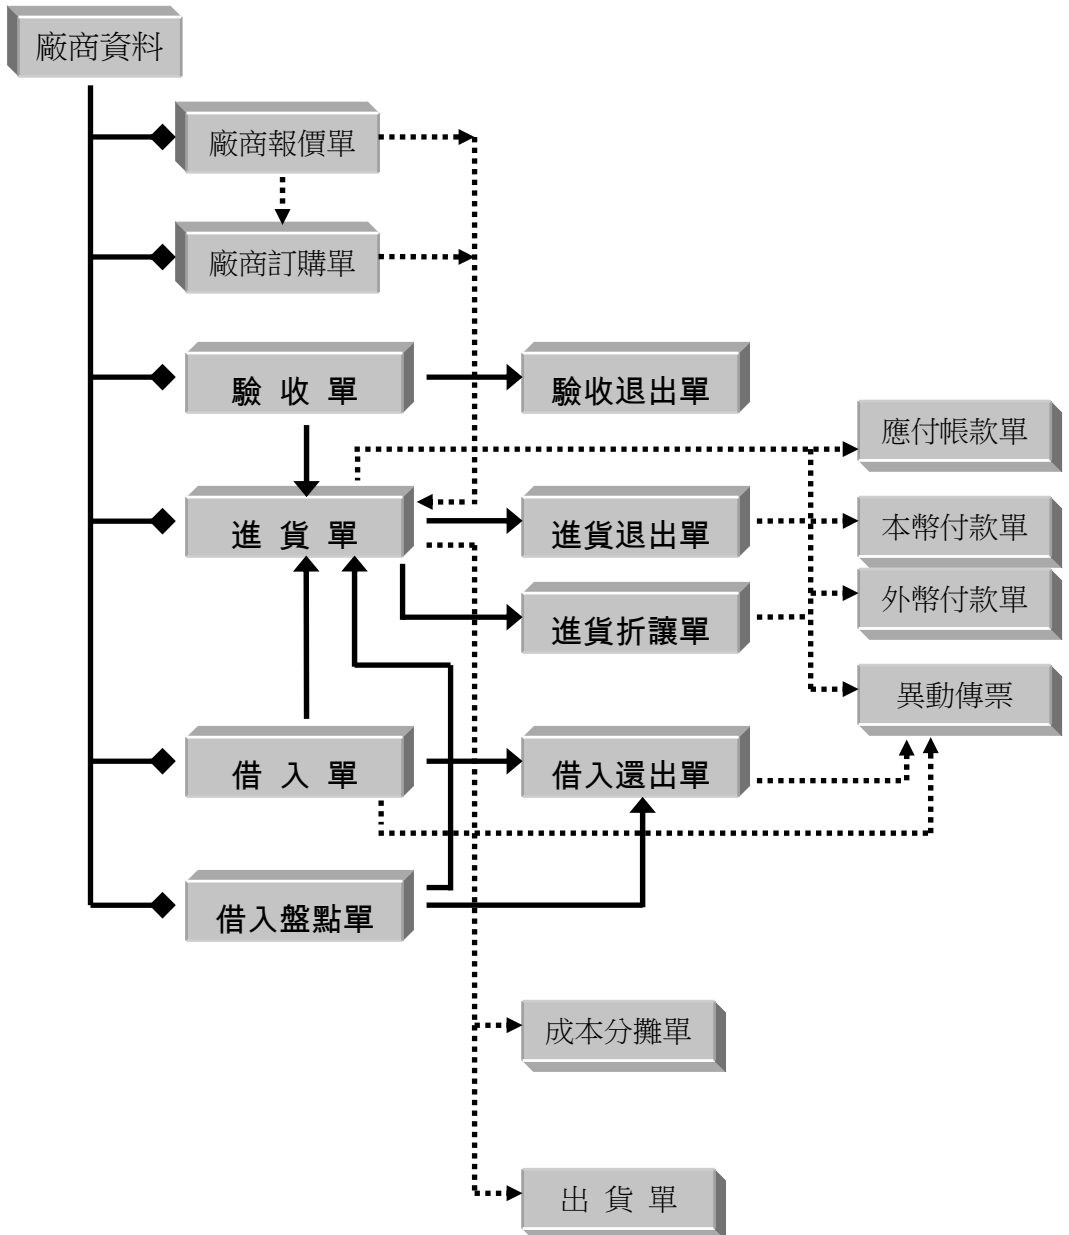 廠商資料
廠商報價單
廠商訂購單
驗 收 單
驗收退出單
應付帳款單
進 貨 單
進貨退出單
本幣付款單
外幣付款單
進貨折讓單
異動傳票
借 入 單
借入還出單
借入盤點單
成本分攤單
出 貨 單